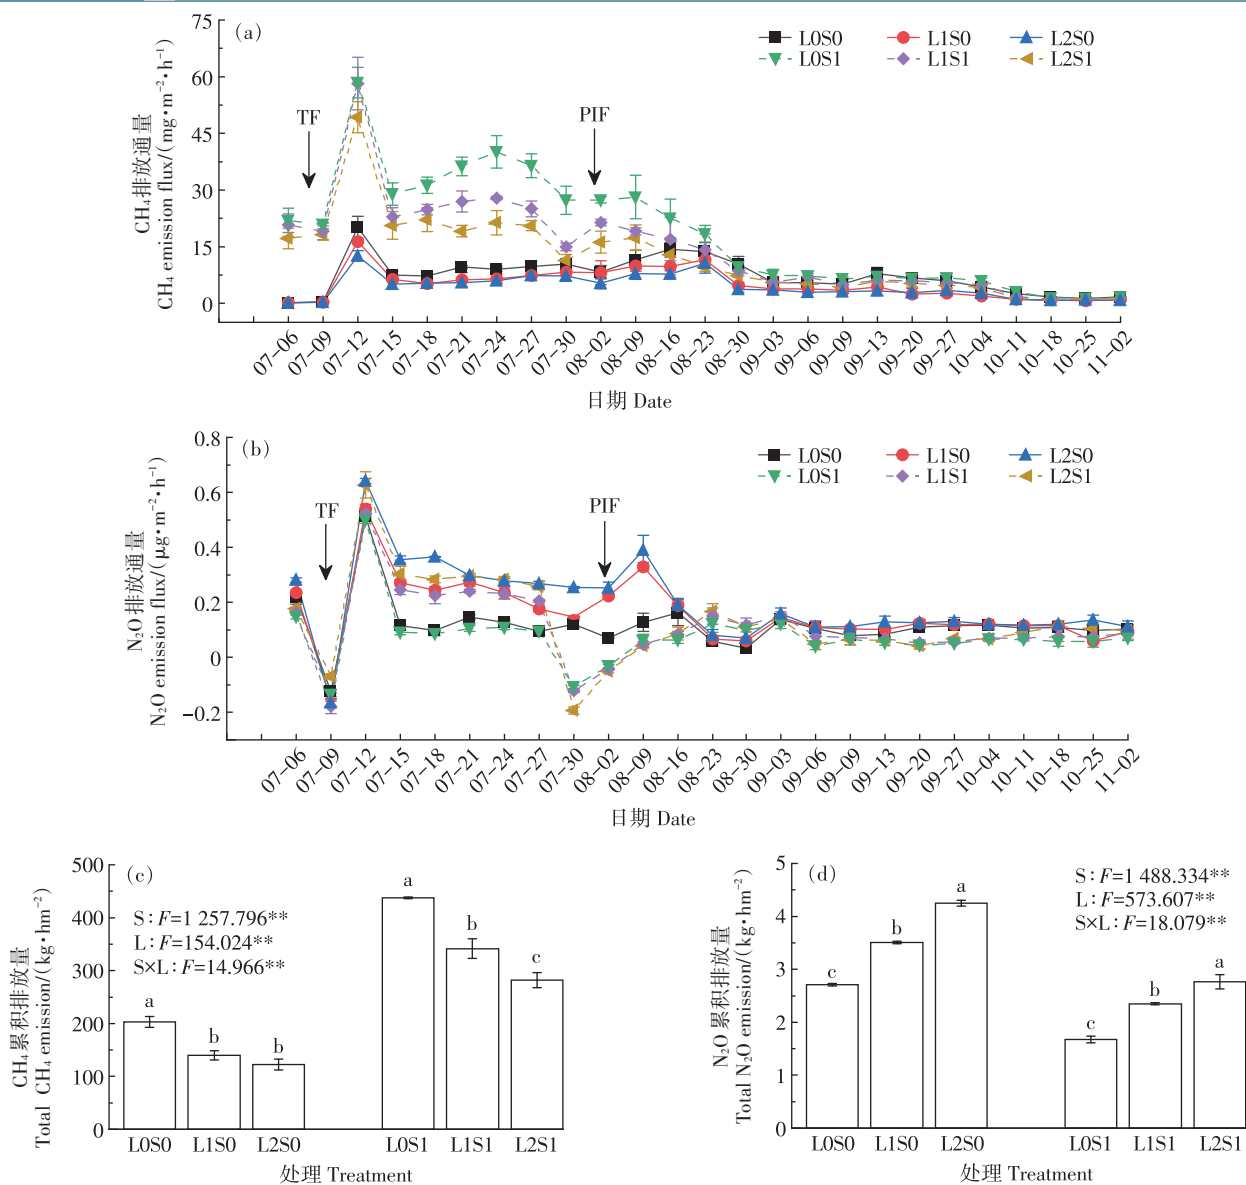 (a)
L0S0 L1S0 L2S0
L0S1 L1S1 L2S1
75
60
45
30
15
0
CH₄排放通量
CH₄ emission flux/(mg·m⁻²·h⁻¹)
TF
PIF
07-06 07-09 07-12 07-15 07-18 07-21 07-24 07-27 07-30 08-02 08-09 08-16 08-23 08-30 09-03 09-06 09-09 09-13 09-20 09-27 10-04 10-11 10-18 10-25 11-02
日期 Date
(b)
L0S0 L1S0 L2S0
L0S1 L1S1 L2S1
0.8
0.6
0.4
0.2
0
-0.2
N₂O 排放通量
N₂O emission flux/(μg·m⁻²·h⁻¹)
TF
PIF
07-06 07-09 07-12 07-15 07-18 07-21 07-24 07-27 07-30 08-02 08-09 08-16 08-23 08-30 09-03 09-06 09-09 09-13 09-20 09-27 10-04 10-11 10-18 10-25 11-02
日期 Date
(c)
500
400
300
200
100
0
CH₄累积排放量
Total CH₄ emission/(kg·hm⁻²)
S:F=1 257.796**
L:F=154.024**
S×L:F=14.966**
a b b a b c
L0S0 L1S0 L2S0 L0S1 L1S1 L2S1
处理 Treatment
(d)
5
4
3
2
1
0
N₂O 累积排放量
Total N₂O emission/(kg·hm⁻²)
S:F=1 488.334**
L:F=573.607**
S×L:F=18.079**
c b a c b a
L0S0 L1S0 L2S0 L0S1 L1S1 L2S1
处理 Treatment